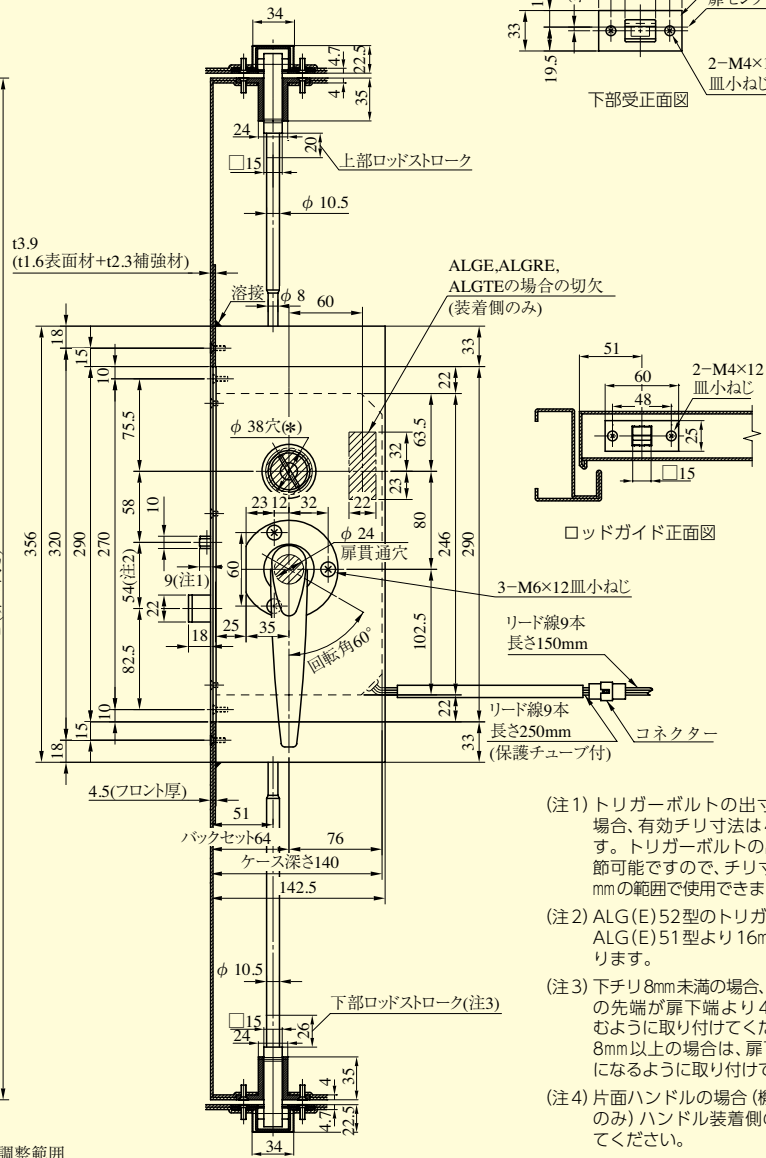 34
4.7
22.5
4
35
24
20
□15
上部ロッドストローク
φ 10.5
33
19.5
2−M4×1
皿小ねじ
下部受正面図
t3.9
(t1.6表面材+t2.3補強材)
溶接
φ 8
60
ALGE,ALGRE,
ALGTEの場合の切欠
(装着側のみ)
18
15
10
33
22
75.5
φ 38穴(*)
32
63.5
23
22
58
10
23
12
32
80
246
290
356
320
290
270
φ 24
扉貫通穴
60
54(注2)
9(注1)
22
18
25
35
回転角60°
3−M6×12皿小ねじ
102.5
82.5
リード線9本
長さ150mm
10
15
18
22
33
リード線9本
長さ250mm
(保護チューブ付)
コネクター
51
60
48
2−M4×12
皿小ねじ
25
□15
ロッドガイド正面図
4.5(フロント厚)
51
バックセット64
76
ケース深さ140
142.5
φ 10.5
下部ロッドストローク(注3)
□15
24
26
35
4
4.7
22.5
34
調整範囲
(注1)トリガーボルトの出寸
場合、有効チリ寸法は
す。トリガーボルトの
節可能ですので、チリ寸
mmの範囲で使用できま
(注2)ALG(E)52型のトリガ
ALG(E)51型より16m
ります。
(注3)下チリ8mm未満の場合、
の先端が扉下端より4
むように取り付けてくだ
8mm以上の場合は、扉下
になるように取り付けて
(注4)片面ハンドルの場合(機
のみ)ハンドル装着側の
てください。